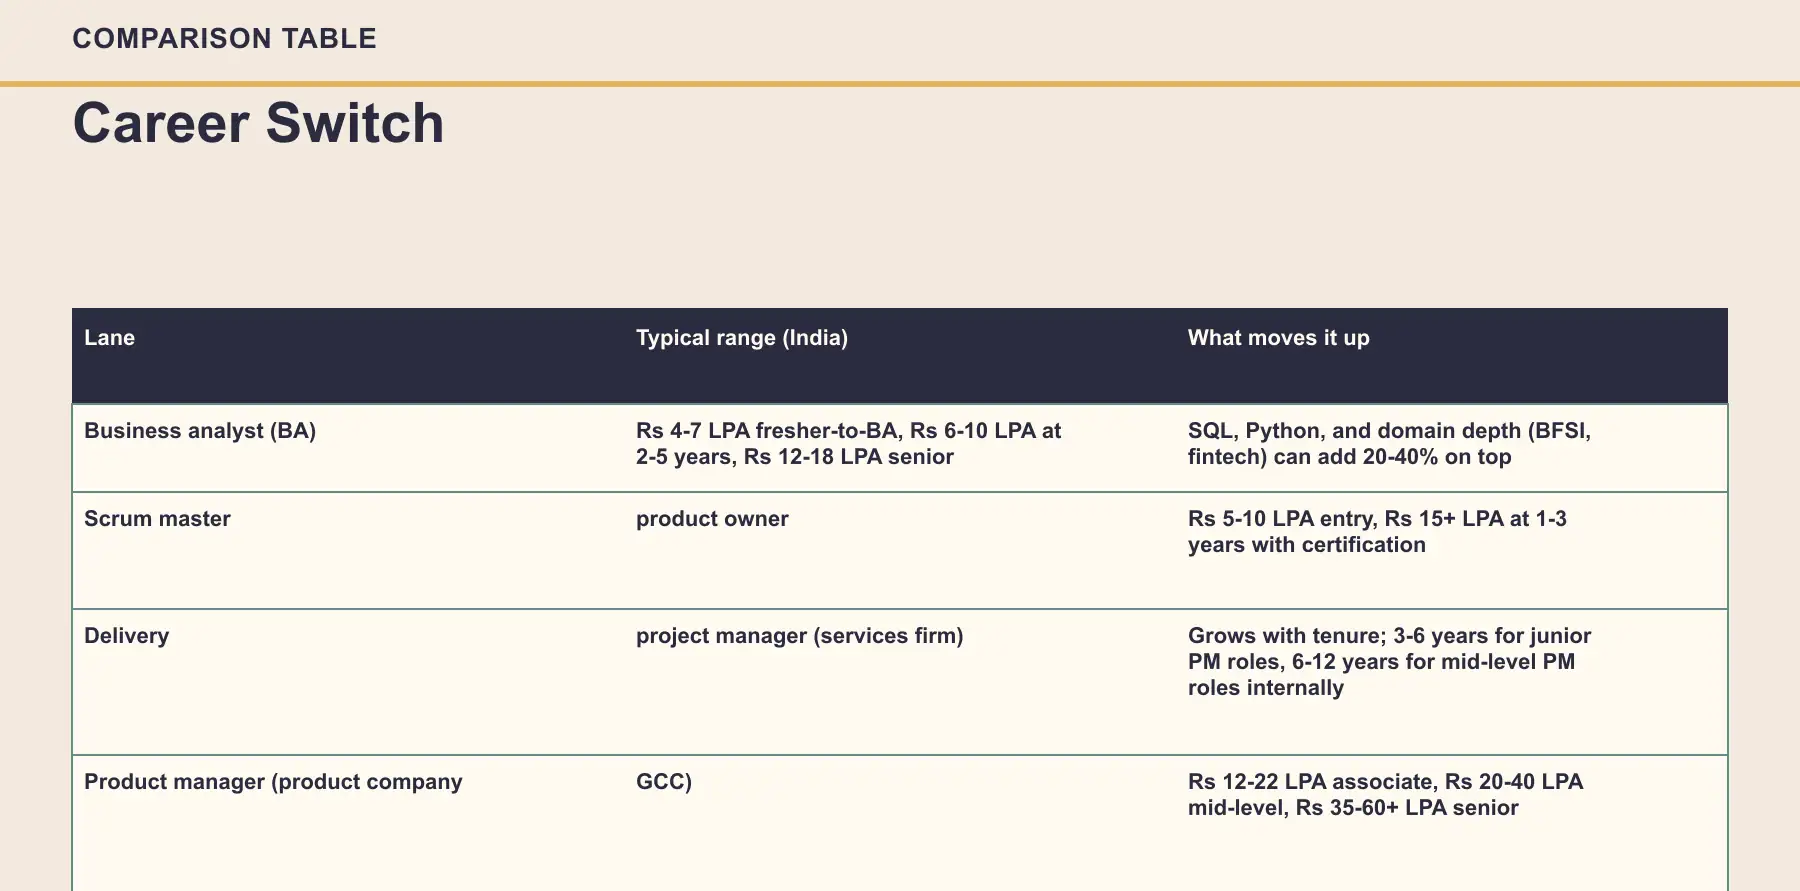 COMPARISON TABLE
Career Switch
Lane
Typical range (India)
What moves it up
Business analyst (BA)
Rs 4-7 LPA fresher-to-BA, Rs 6-10 LPA at
2-5 years, Rs 12-18 LPA senior
SQL, Python, and domain depth (BFSI,
fintech) can add 20-40% on top
Scrum master
product owner
Rs 5-10 LPA entry, Rs 15+ LPA at 1-3
years with certification
Delivery
project manager (services firm)
Grows with tenure; 3-6 years for junior
PM roles, 6-12 years for mid-level PM
roles internally
Product manager (product company
GCC)
Rs 12-22 LPA associate, Rs 20-40 LPA
mid-level, Rs 35-60+ LPA senior